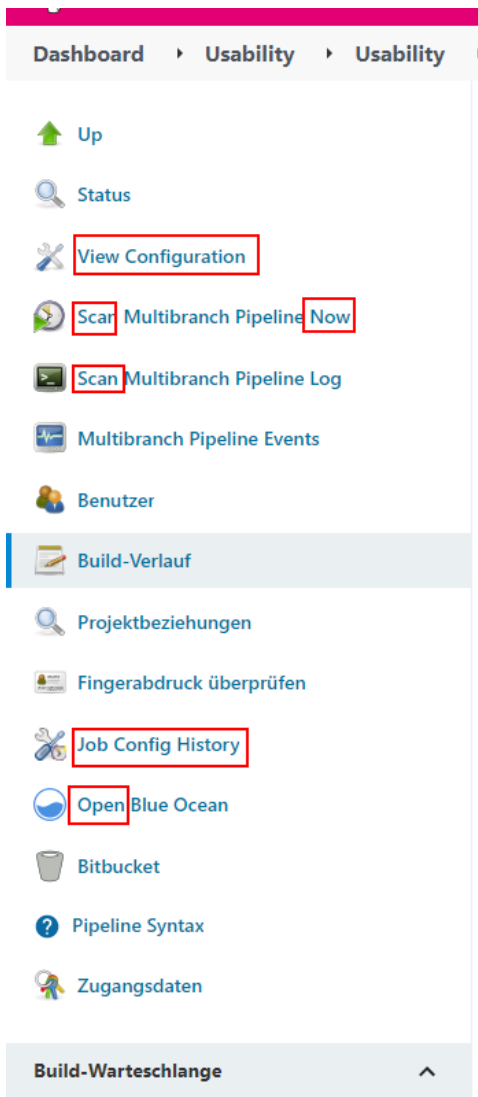 Dashboard Usability Usability
Up
Status
View Configuration
Scan Multibranch Pipeline Now
Scan Multibranch Pipeline Log
Multibranch Pipeline Events
Benutzer
Build-Verlauf
Projektbeziehungen
Fingerabdruck überprüfen
Job Config History
Open Blue Ocean
Bitbucket
Pipeline Syntax
Zugangsdaten
Build-Warteschlange